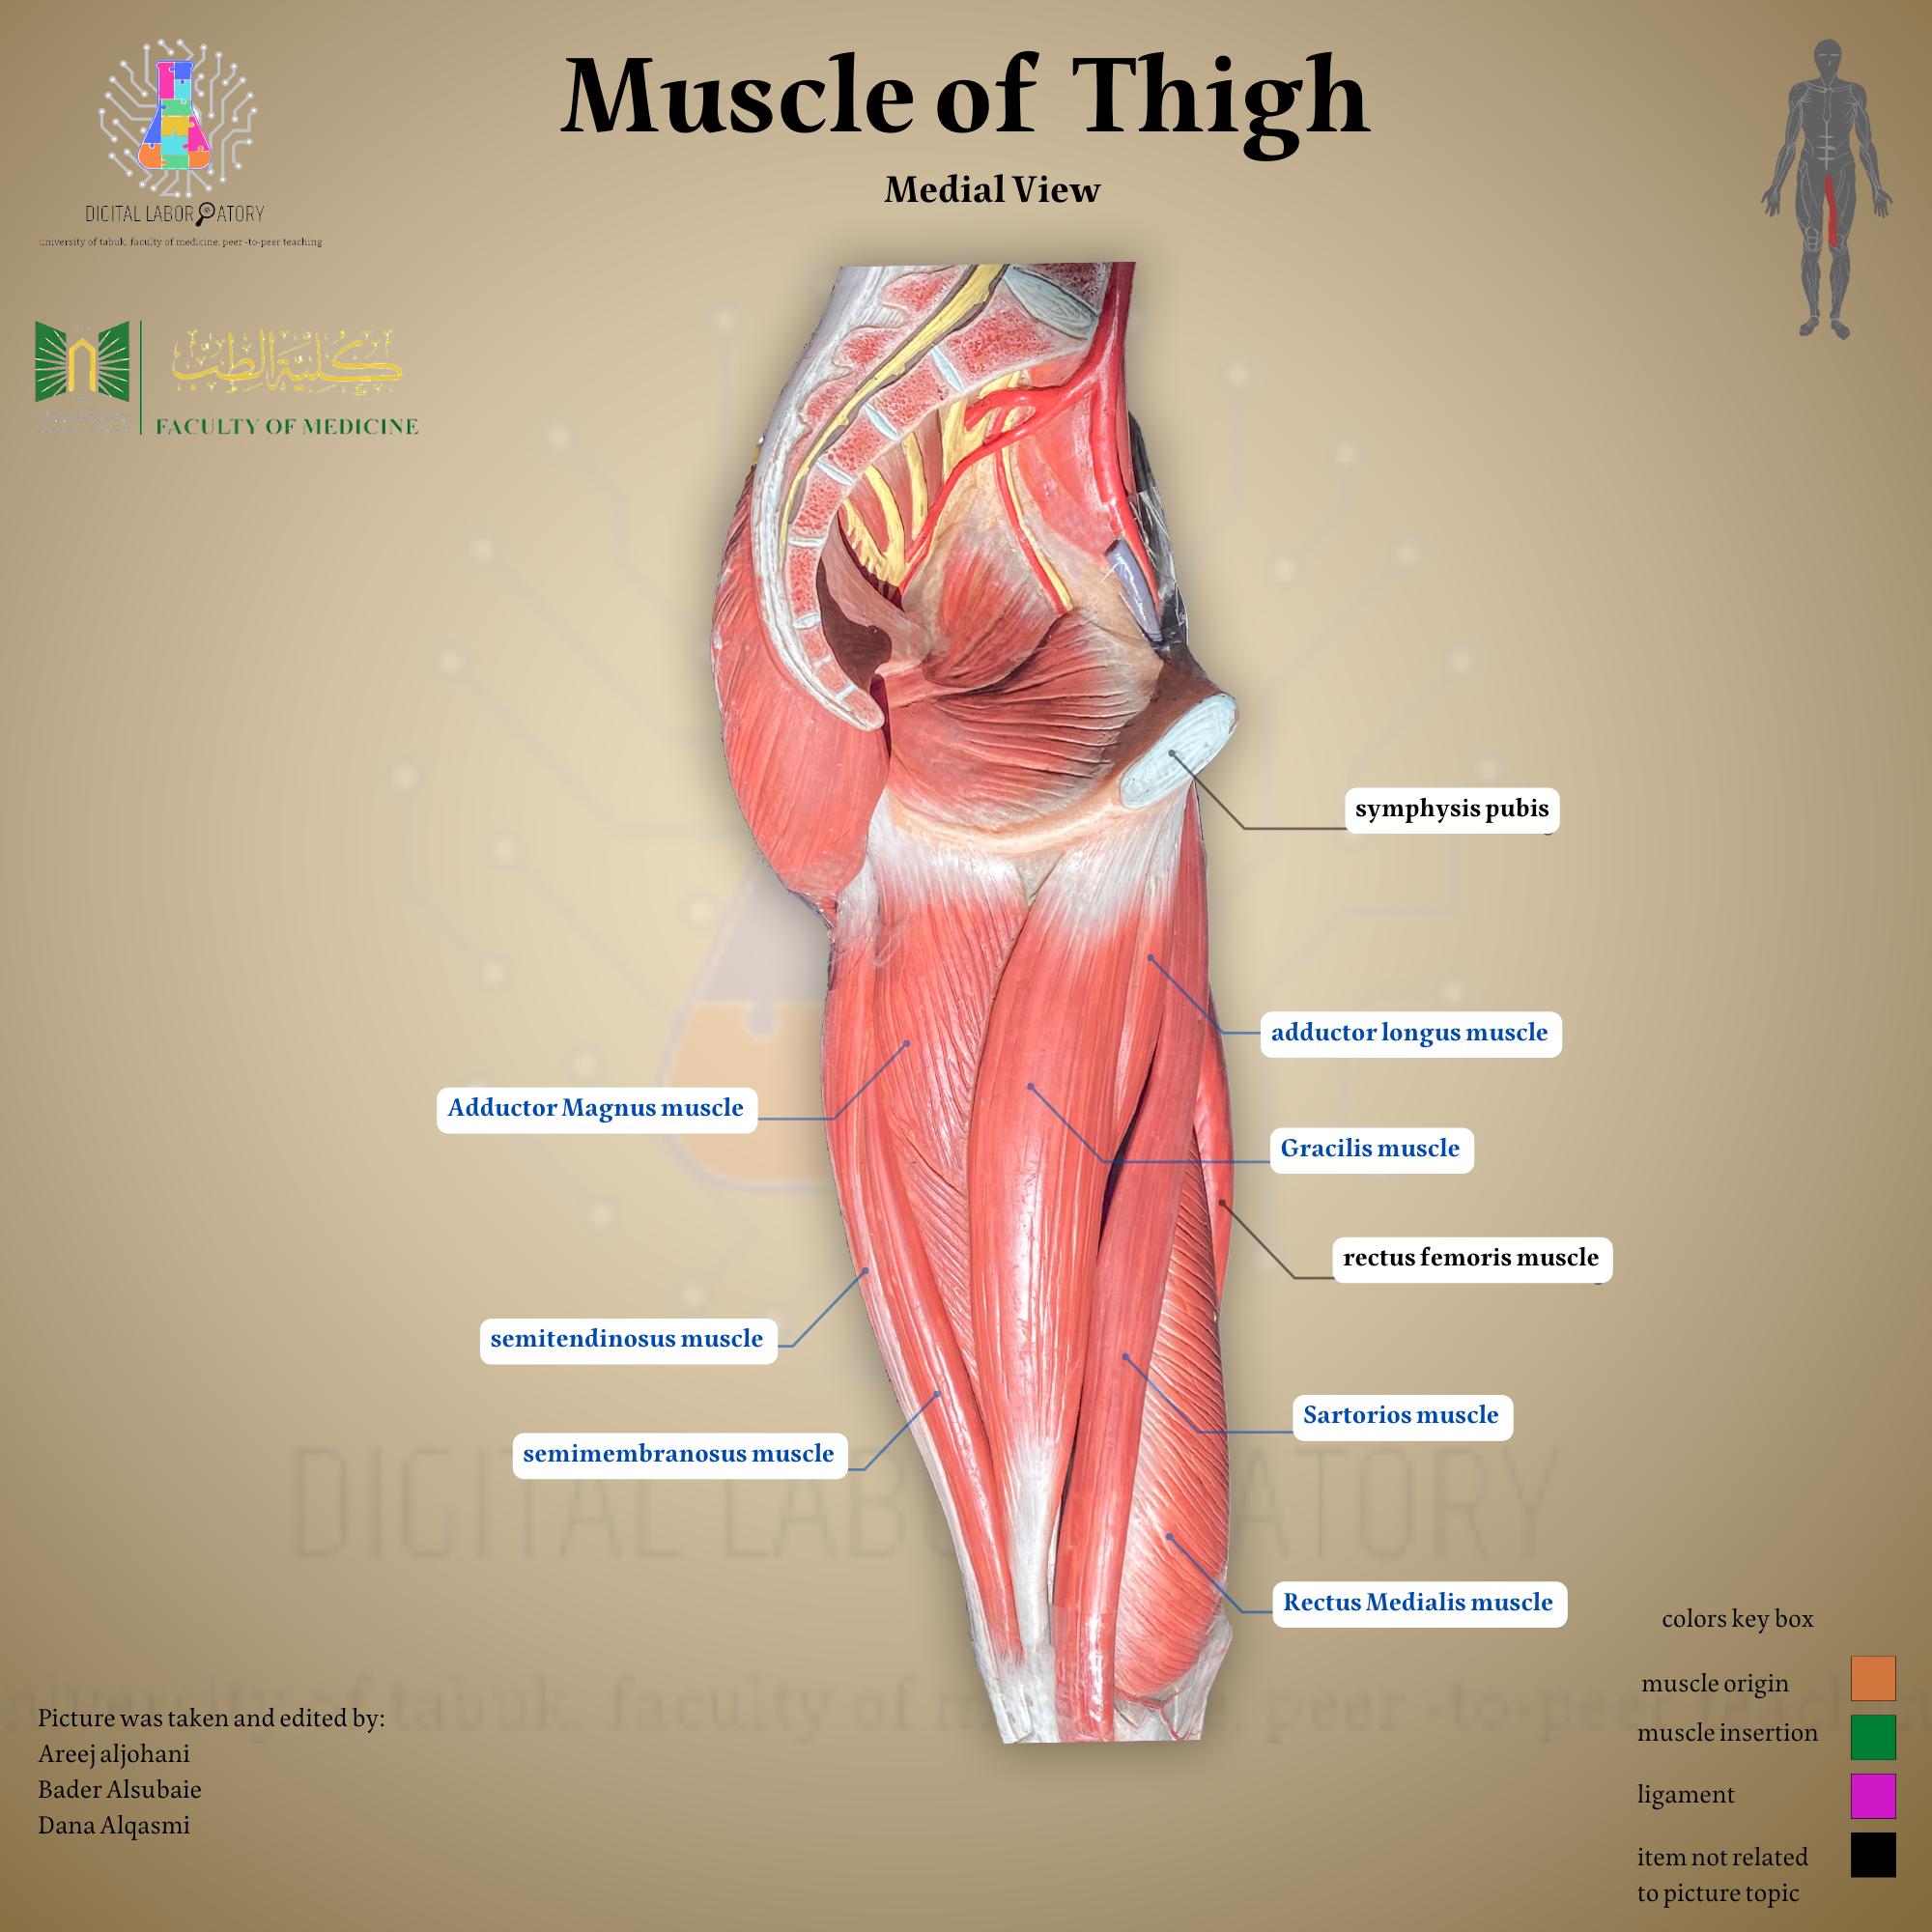 Muscle of Thigh
Medial View
DIGITAL LABORATORY
university of tabuk, faculty of medicine, peer -to-peer teaching
كلية الطب
FACULTY OF MEDICINE
symphysis pubis
adductor longus muscle
Adductor Magnus muscle
Gracilis muscle
rectus femoris muscle
semitendinosus muscle
Sartorios muscle
semimembranosus muscle
DIGITAL LABORATORY
Rectus Medialis muscle
colors key box
muscle origin
muscle insertion
ligament
item not related
to picture topic
university of tabuk, faculty of medicine, peer -to-peer teaching
Picture was taken and edited by:
Areej aljohani
Bader Alsubaie
Dana Alqasmi